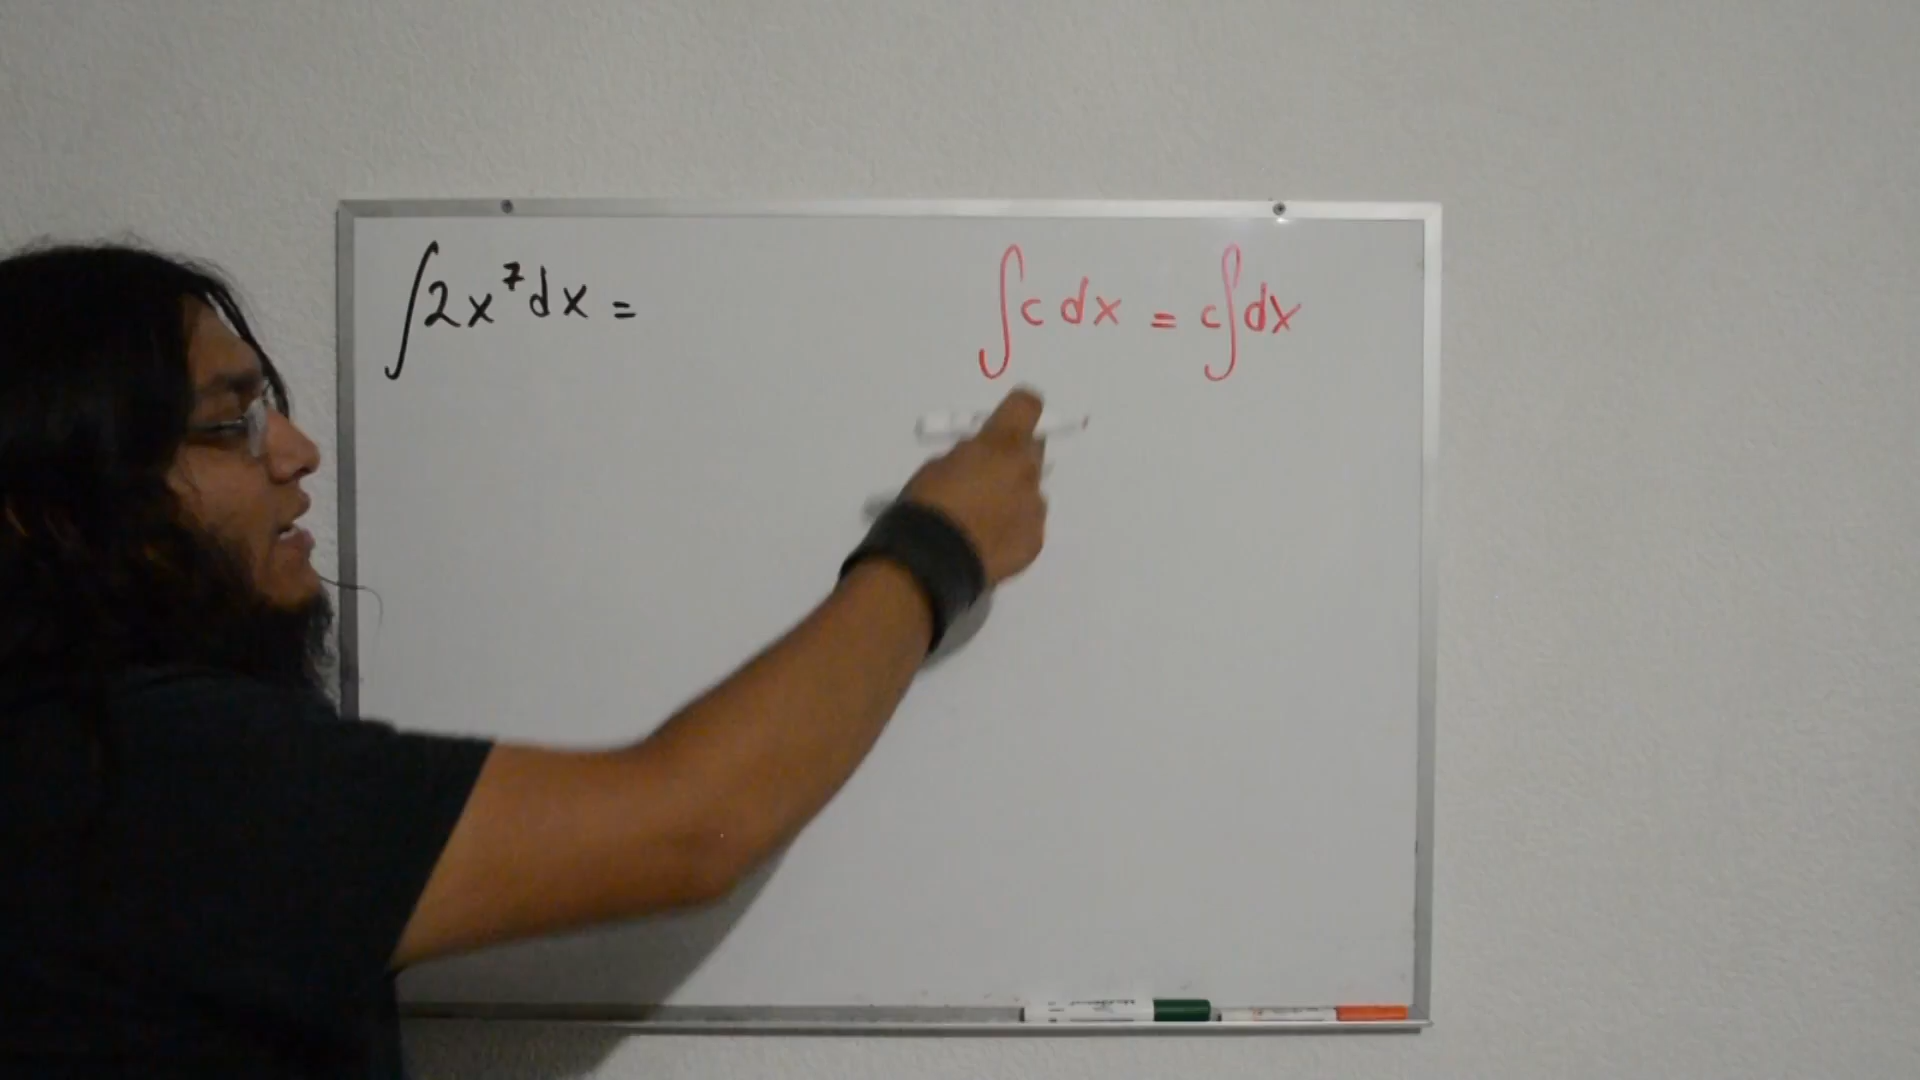 ∫2x⁷dx =
∫c dx = c∫dx